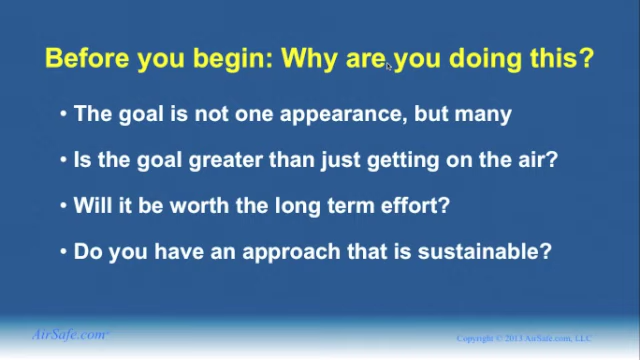 Before you begin: Why are you doing this?
• The goal is not one appearance, but many
• Is the goal greater than just getting on the air?
• Will it be worth the long term effort?
• Do you have an approach that is sustainable?
AirSafe.com
Copyright © 2013 AirSafe.com, LLC